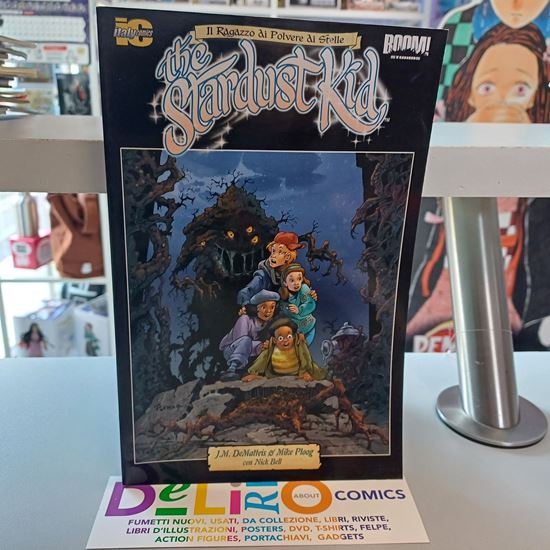 IC
italycomics
Il Ragazzo di Polvere di Stelle
BOOM!
the
Stardust Kid
J.M. DeMatteis & Mike Ploog
con Nick Bell
DeLiRiO
ABOUT
COMICS
FUMETTI NUOVI, USATI, DA COLLEZIONE, LIBRI, RIVISTE,
LIBRI D'ILLUSTRAZIONI, POSTERS, DVD, T-SHIRTS, FELPE,
ACTION FIGURES, PORTACHIAVI, GADGETS